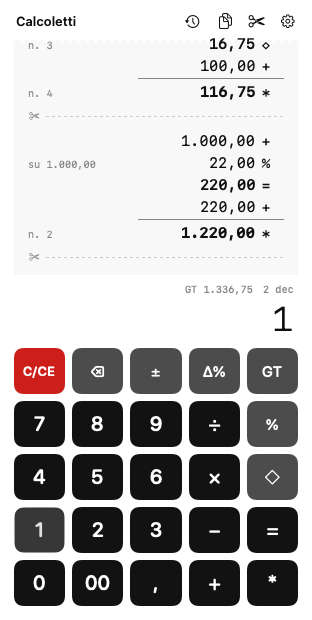 Calcoletti
n. 3 16,75 ◇
100,00 +
n. 4 116,75 *
1.000,00 +
su 1.000,00 22,00 %
220,00 =
220,00 +
n. 2 1.220,00 *
GT 1.336,75 2 dec
1
C/CE ± Δ% GT
7 8 9 ÷ %
4 5 6 × ◇
1 2 3 − =
0 00 , + *